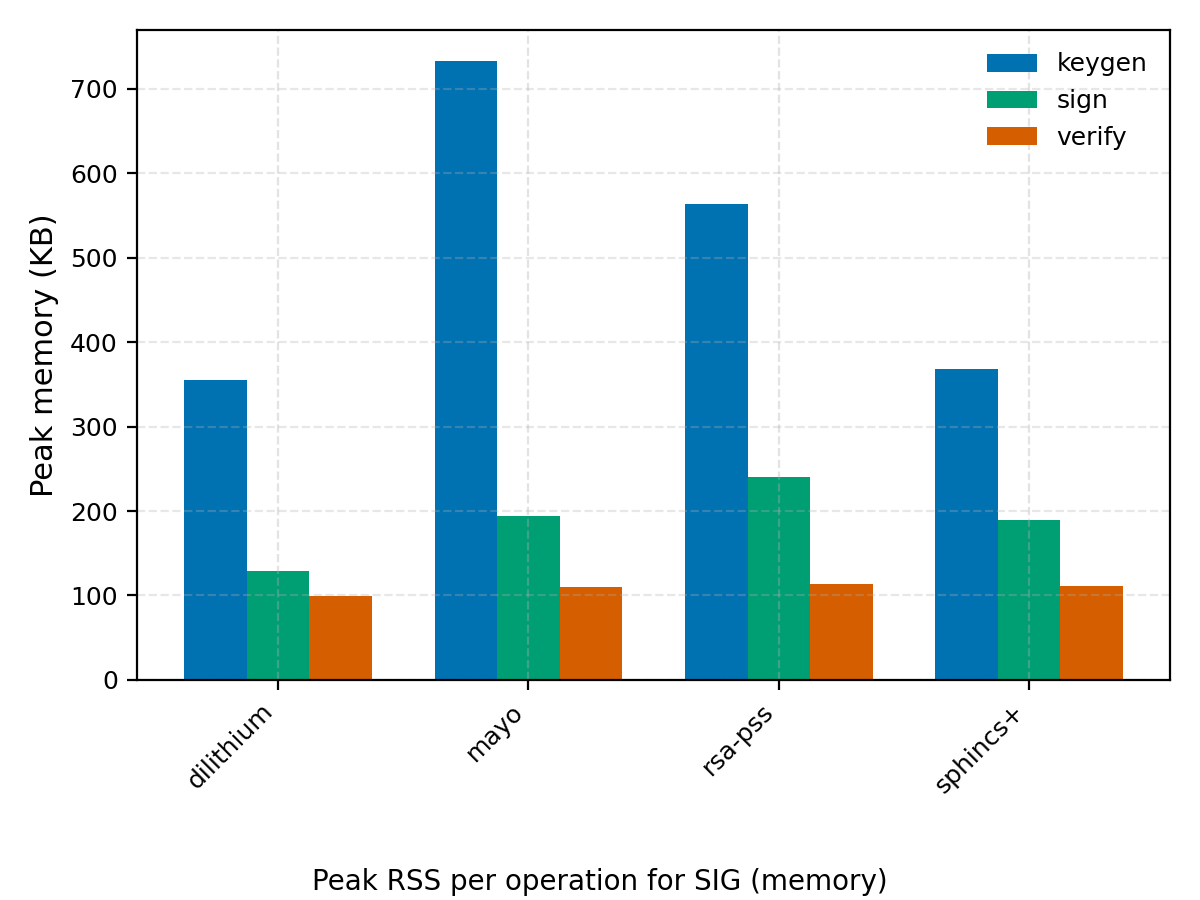 keygen
sign
verify
Peak memory (KB)
700
600
500
400
300
200
100
0
dilithium
mayo
rsa-pss
sphincs+
Peak RSS per operation for SIG (memory)